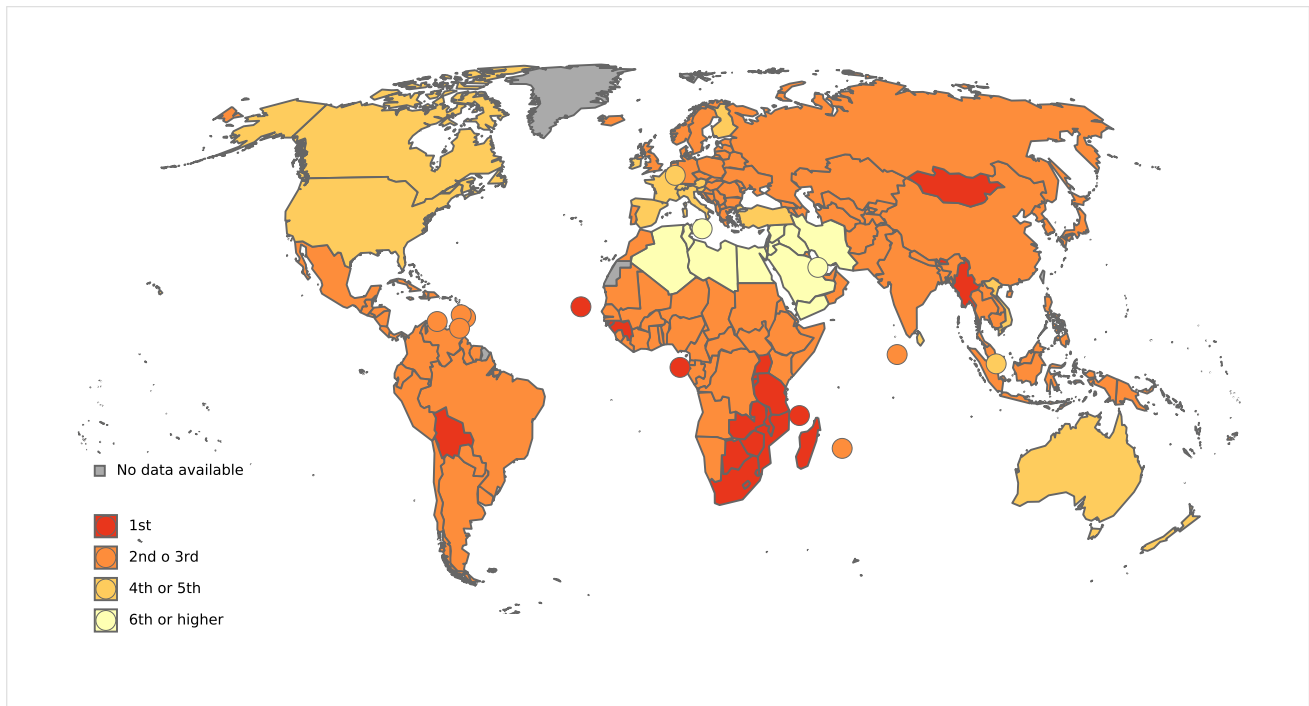 No data available
1st
2nd o 3rd
4th or 5th
6th or higher